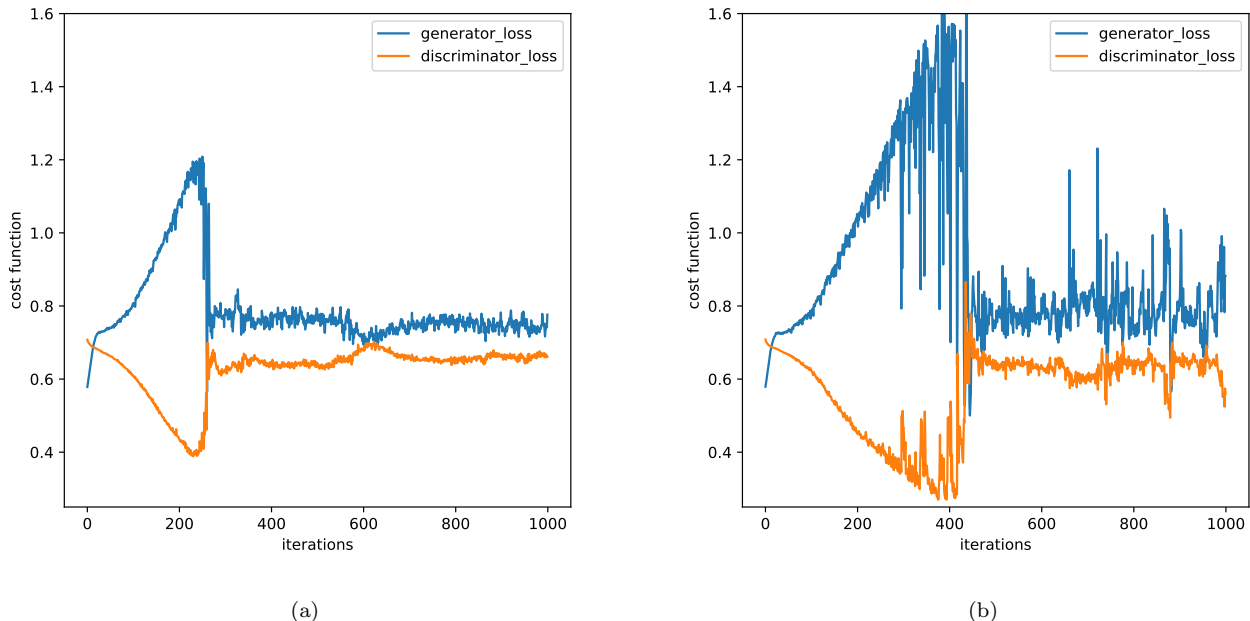 1.6
1.4
1.2
1.0
0.8
0.6
0.4
cost function
0 200 400 600 800 1000
iterations
generator_loss
discriminator_loss
(a)
1.6
1.4
1.2
1.0
0.8
0.6
0.4
cost function
0 200 400 600 800 1000
iterations
generator_loss
discriminator_loss
(b)